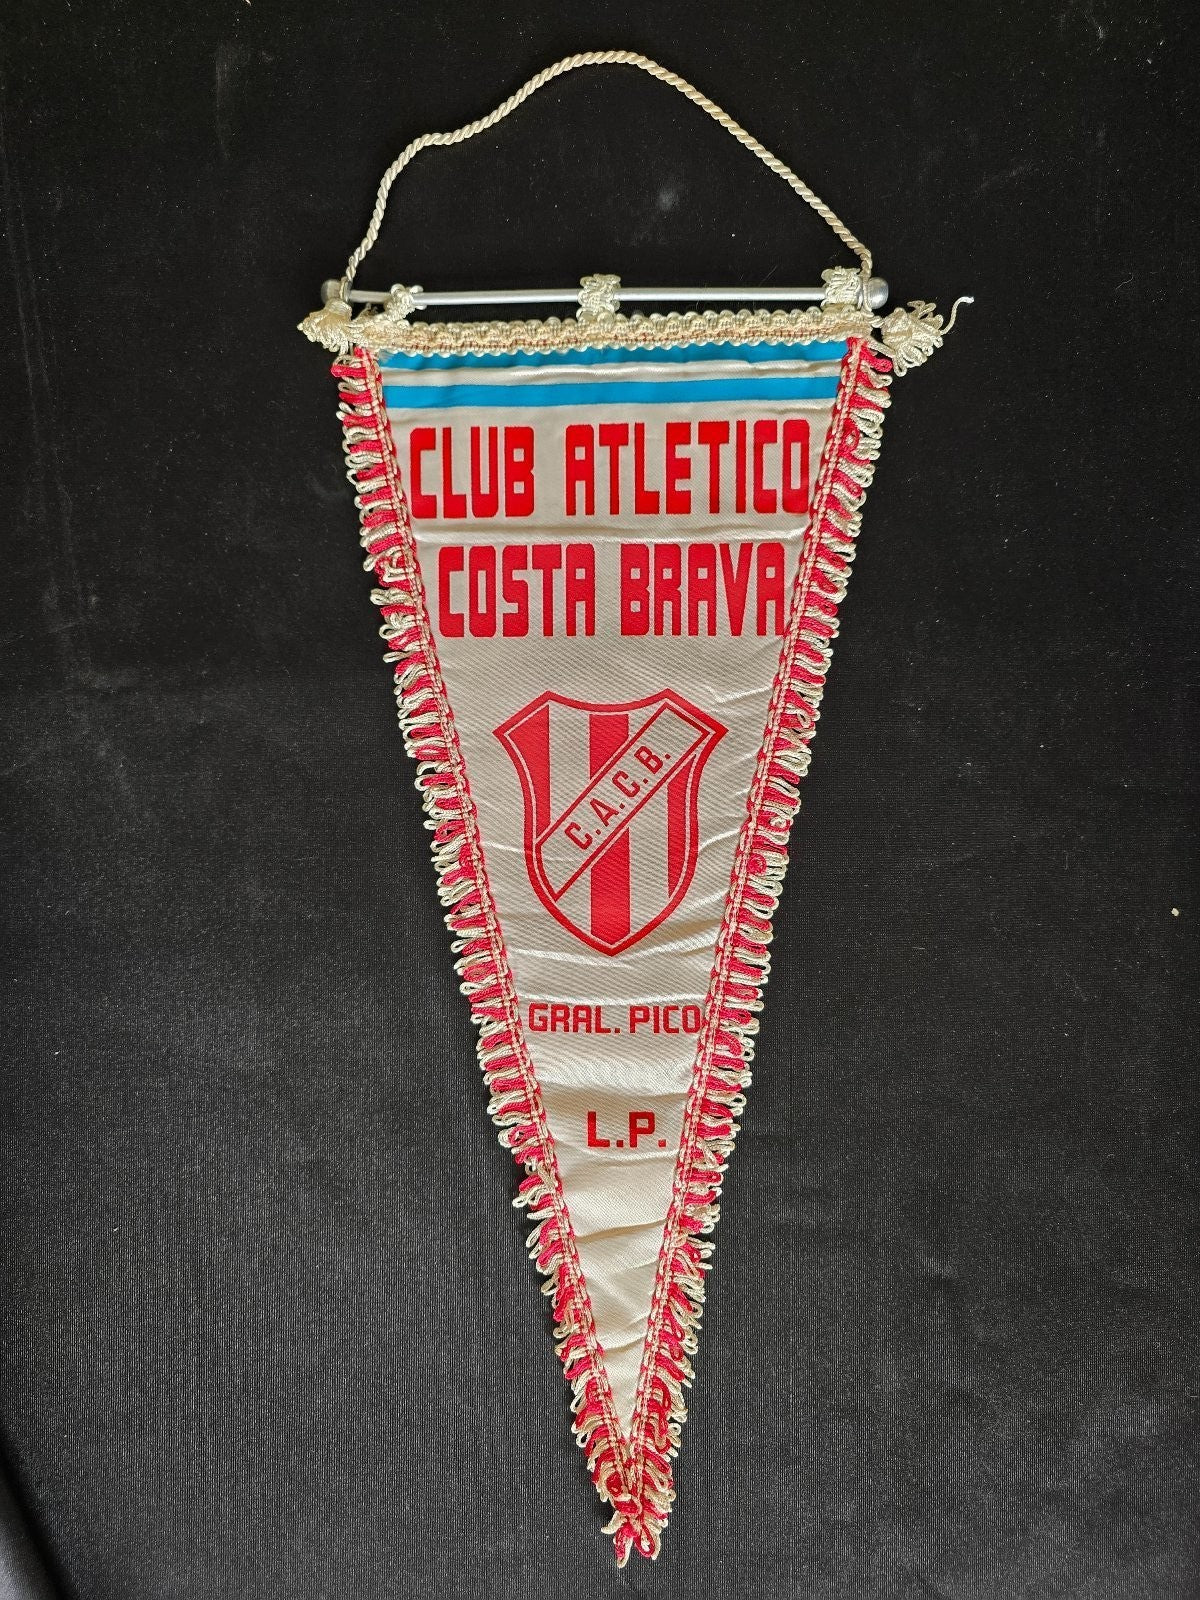 CLUB ATLETICO
COSTA BRAVA
C.A.C.B.
GRAL. PICO
L.P.